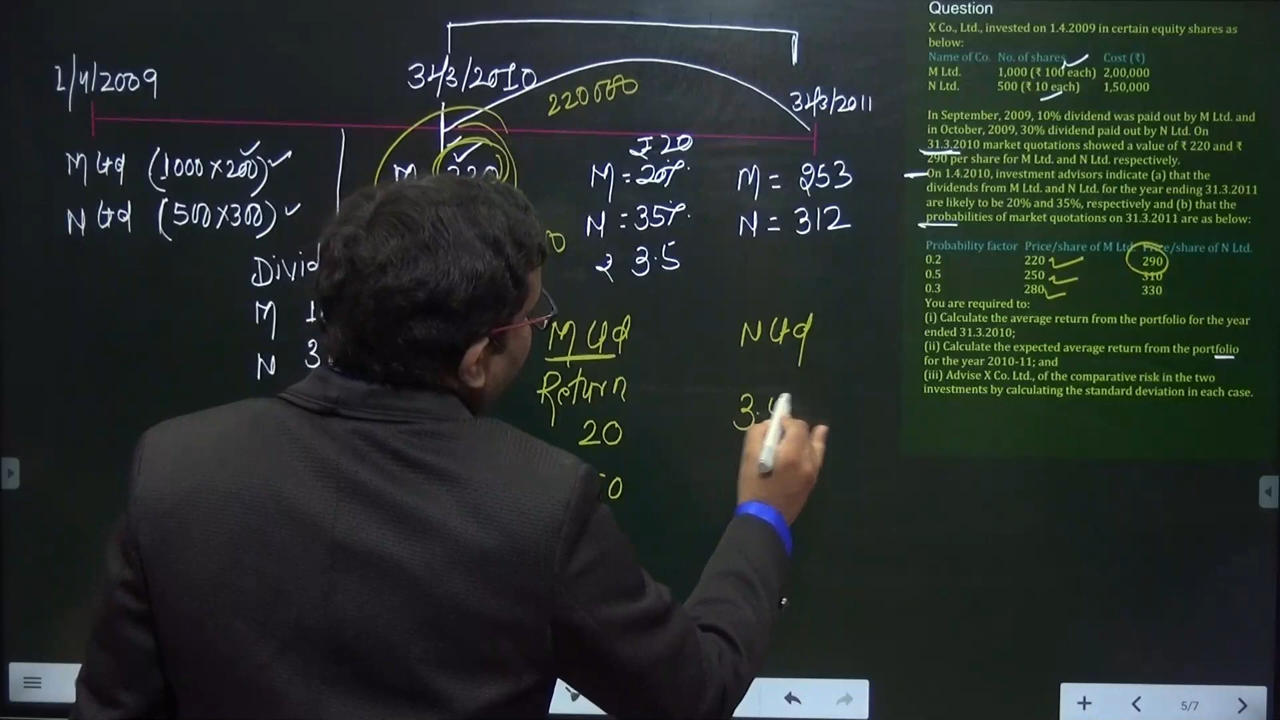 1/4/2009
31/3/2010
220000
31/3/2011
M Ltd (1000 × 200)
N Ltd (500 × 300)
M
₹20
M = 20%
N = 35%
₹ 3.5
M = 253
N = 312
M
N
3
M Ltd
Return
20
N Ltd
3.
Question
X Co., Ltd., invested on 1.4.2009 in certain equity shares as
below:
Name of Co. No. of shares Cost (₹)
M Ltd. 1,000 (₹ 100 each) 2,00,000
N Ltd. 500 (₹ 10 each) 1,50,000
In September, 2009, 10% dividend was paid out by M Ltd. and
in October, 2009, 30% dividend paid out by N Ltd. On
31.3.2010 market quotations showed a value of ₹ 220 and ₹
290 per share for M Ltd. and N Ltd. respectively.
On 1.4.2010, investment advisors indicate (a) that the
dividends from M Ltd. and N Ltd. for the year ending 31.3.2011
are likely to be 20% and 35%, respectively and (b) that the
probabilities of market quotations on 31.3.2011 are as below:
Probability factor Price/share of M Ltd. Price/share of N Ltd.
0.2 220 290
0.5 250 310
0.3 280 330
You are required to:
(i) Calculate the average return from the portfolio for the year
ended 31.3.2010;
(ii) Calculate the expected average return from the portfolio
for the year 2010-11; and
(iii) Advise X Co. Ltd., of the comparative risk in the two
investments by calculating the standard deviation in each case.
5/7